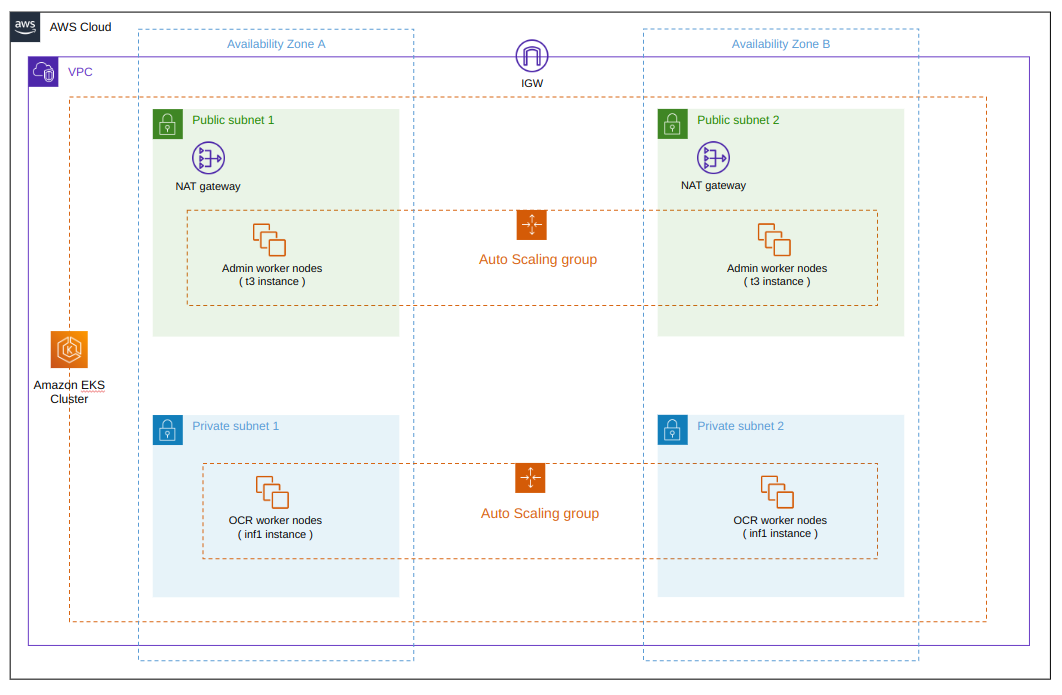 aws
AWS Cloud
Availability Zone A
Availability Zone B
VPC
IGW
Public subnet 1
Public subnet 2
NAT gateway
NAT gateway
Auto Scaling group
Admin worker nodes
( t3 instance )
Admin worker nodes
( t3 instance )
Amazon EKS
Cluster
Private subnet 1
Private subnet 2
Auto Scaling group
OCR worker nodes
( inf1 instance )
OCR worker nodes
( inf1 instance )